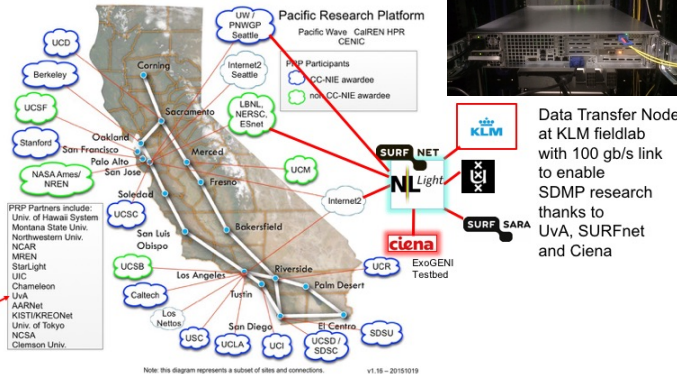 Pacific Research Platform
Pacific Wave CalREN HPR
CENIC
PRP Participants
CC-NIE awardee
non CC-NIE awardee
UW /
PNWGP
Seattle
Internet2
Seattle
LBNL,
NERSC,
ESnet
UCD
Berkeley
UCSF
Stanford
NASA Ames/
NREN
Corning
Sacramento
Oakland
San Francisco
Palo Alto
San Jose
Merced
Fresno
UCM
Soledad
UCSC
San Luis
Obispo
Bakersfield
Internet2
UCSB
Los Angeles
Riverside
UCR
Caltech
Tustin
Palm Desert
Los
Nettos
San Diego
El Centro
USC
UCLA
UCI
UCSD /
SDSC
SDSU
PRP Partners include:
Univ. of Hawaii System
Montana State Univ.
Northwestern Univ.
NCAR
MREN
StarLight
UIC
Chameleon
UvA
AARNet
KISTI/KREONet
Univ. of Tokyo
NCSA
Clemson Univ.
Note: this diagram represents a subset of sites and connections.
v1.16 – 20151019
SURF NET
NLLight
KLM
SURF SARA
ciena
ExoGENI
Testbed
Data Transfer Node
at KLM fieldlab
with 100 gb/s link
to enable
SDMP research
thanks to
UvA, SURFnet
and Ciena